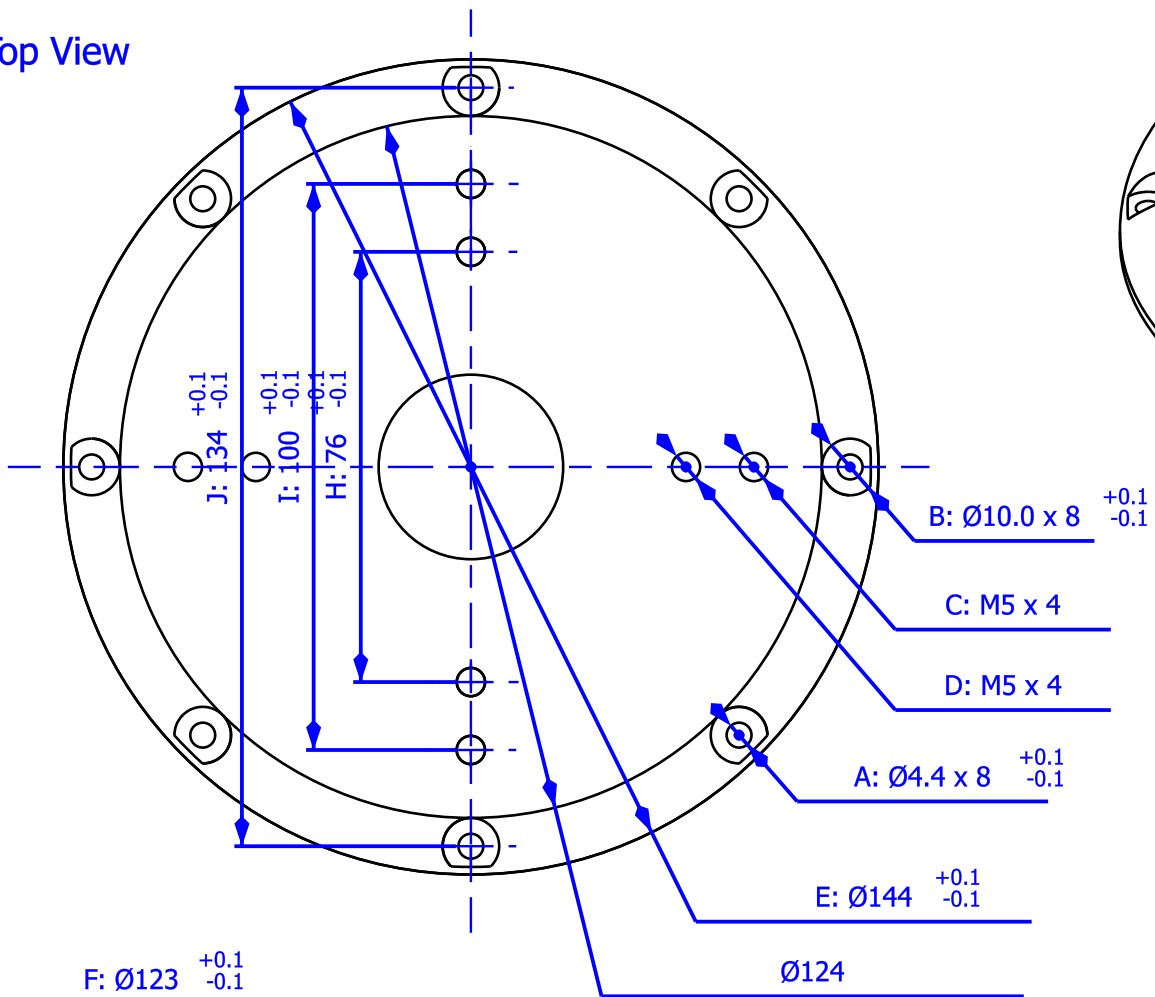 op View
J: 134 +0.1 -0.1
I: 100 +0.1 -0.1
H: 76 +0.1 -0.1
B: Ø10.0 x 8 +0.1 -0.1
C: M5 x 4
D: M5 x 4
A: Ø4.4 x 8 +0.1 -0.1
E: Ø144 +0.1 -0.1
F: Ø123 +0.1 -0.1
Ø124